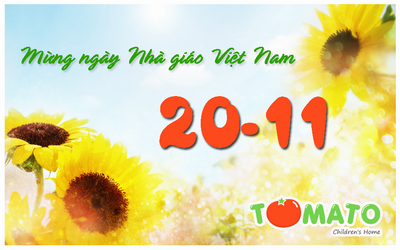 Mừng ngày Nhà giáo Việt Nam
20-11
TOMATO
Children's Home